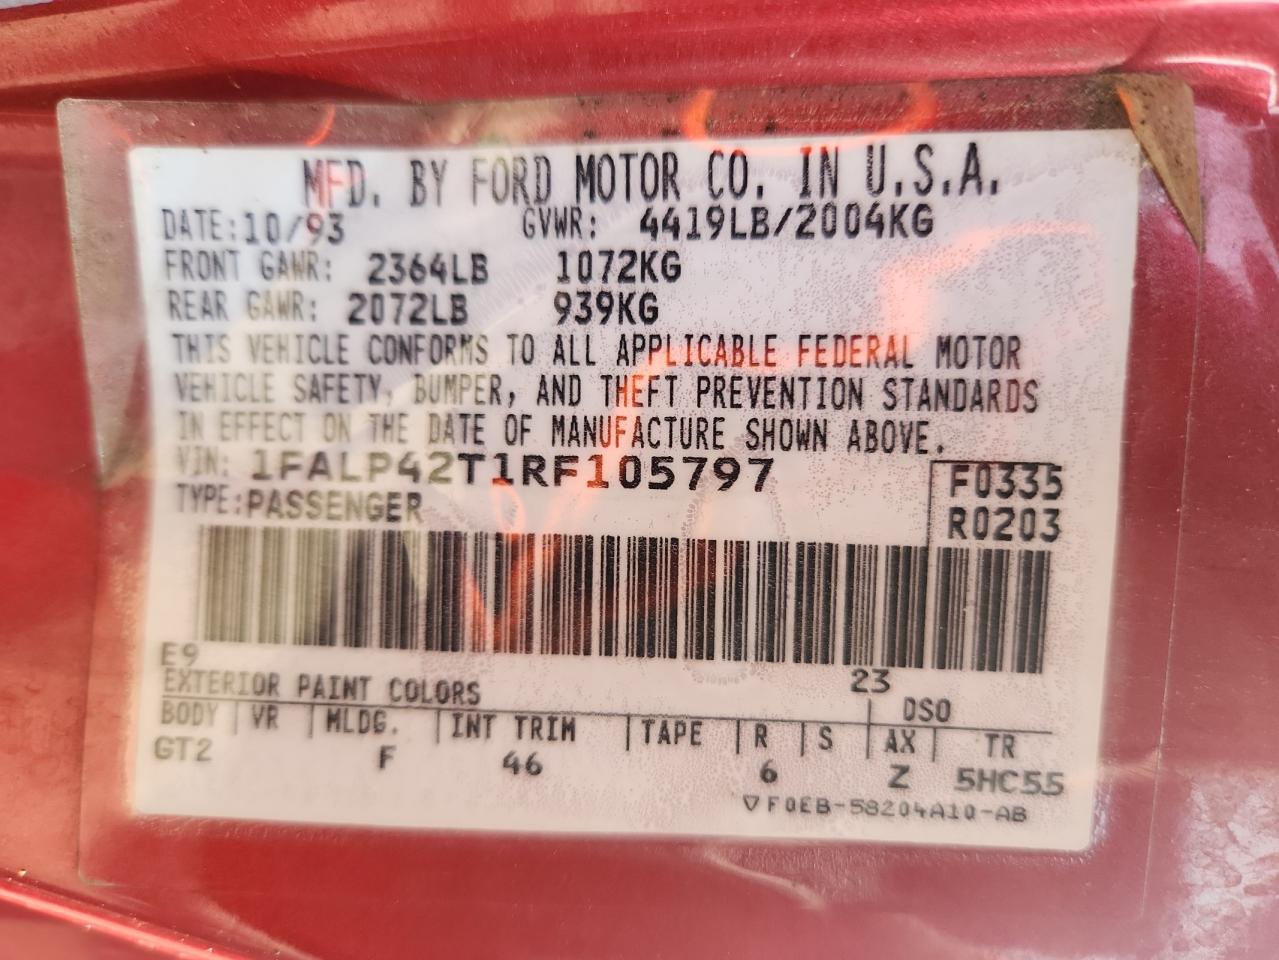 MFD. BY FORD MOTOR CO. IN U.S.A.
DATE:10/93 GVWR: 4419LB/2004KG
FRONT GAWR: 2364LB 1072KG
REAR GAWR: 2072LB 939KG
THIS VEHICLE CONFORMS TO ALL APPLICABLE FEDERAL MOTOR
VEHICLE SAFETY, BUMPER, AND THEFT PREVENTION STANDARDS
IN EFFECT ON THE DATE OF MANUFACTURE SHOWN ABOVE.
VIN: 1FALP42T1RF105797 F0335
TYPE:PASSENGER R0203
E9 23
EXTERIOR PAINT COLORS DSO
BODY VR MLDG. INT TRIM TAPE R S AX TR
GT2 F 46 6 Z 5HC55
▽F0EB-58204A10-AB